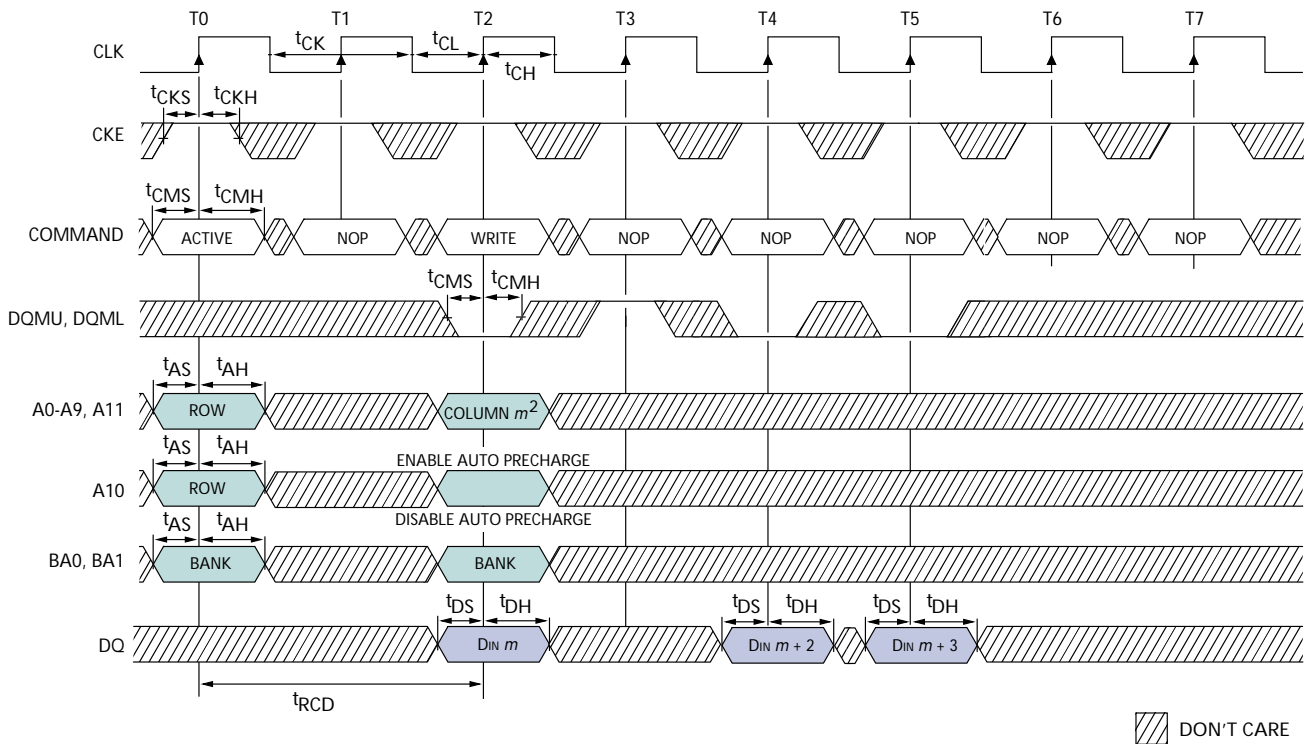 T0 T1 T2 T3 T4 T5 T6 T7
CLK tCK tCL
tCH
tCKS tCKH
CKE
tCMS tCMH
COMMAND ACTIVE NOP WRITE NOP NOP NOP NOP NOP
tCMS tCMH
DQMU, DQML
tAS tAH
A0-A9, A11 ROW COLUMN m2
tAS tAH ENABLE AUTO PRECHARGE
A10 ROW
tAS tAH DISABLE AUTO PRECHARGE
BA0, BA1 BANK BANK
tDS tDH tDS tDH tDS tDH
DQ DIN m DIN m + 2 DIN m + 3
tRCD
DON'T CARE